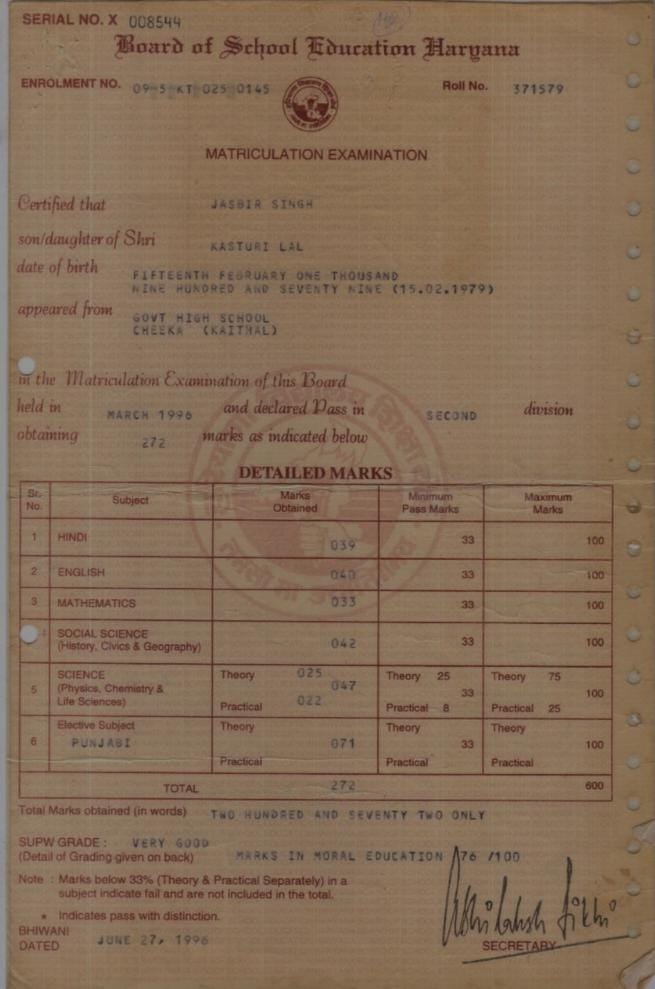 SERIAL NO. X 008544
Board of School Education Haryana
ENROLMENT NO. 09-5 KT 025 0145
Roll No. 371579
MATRICULATION EXAMINATION
Certified that JASBIR SINGH
son/daughter of Shri KASTURI LAL
date of birth FIFTEENTH FEBRUARY ONE THOUSAND
NINE HUNDRED AND SEVENTY NINE (15.02.1979)
appeared from GOVT HIGH SCHOOL
CHEEKA (KAITHAL)
in the Matriculation Examination of this Board
held in MARCH 1996 and declared Pass in SECOND division
obtaining 272 marks as indicated below
DETAILED MARKS
Sr. No. Subject Marks Obtained Minimum Pass Marks Maximum Marks
1 HINDI 039 33 100
2 ENGLISH 040 33 100
3 MATHEMATICS 033 33 100
SOCIAL SCIENCE
(History, Civics & Geography) 042 33 100
SCIENCE Theory 025 Theory 25 Theory 75
5 (Physics, Chemistry & 047 33 100
Life Sciences) Practical 022 Practical 8 Practical 25
Elective Subject Theory Theory Theory
6 PUNJABI 071 33 100
Practical Practical Practical
TOTAL 272 600
Total Marks obtained (in words) TWO HUNDRED AND SEVENTY TWO ONLY
SUPW GRADE : VERY GOOD
(Detail of Grading given on back) MARKS IN MORAL EDUCATION 76 /100
Note : Marks below 33% (Theory & Practical Separately) in a
subject indicate fail and are not included in the total.
* Indicates pass with distinction.
BHIWANI
DATED JUNE 27, 1996
SECRETARY